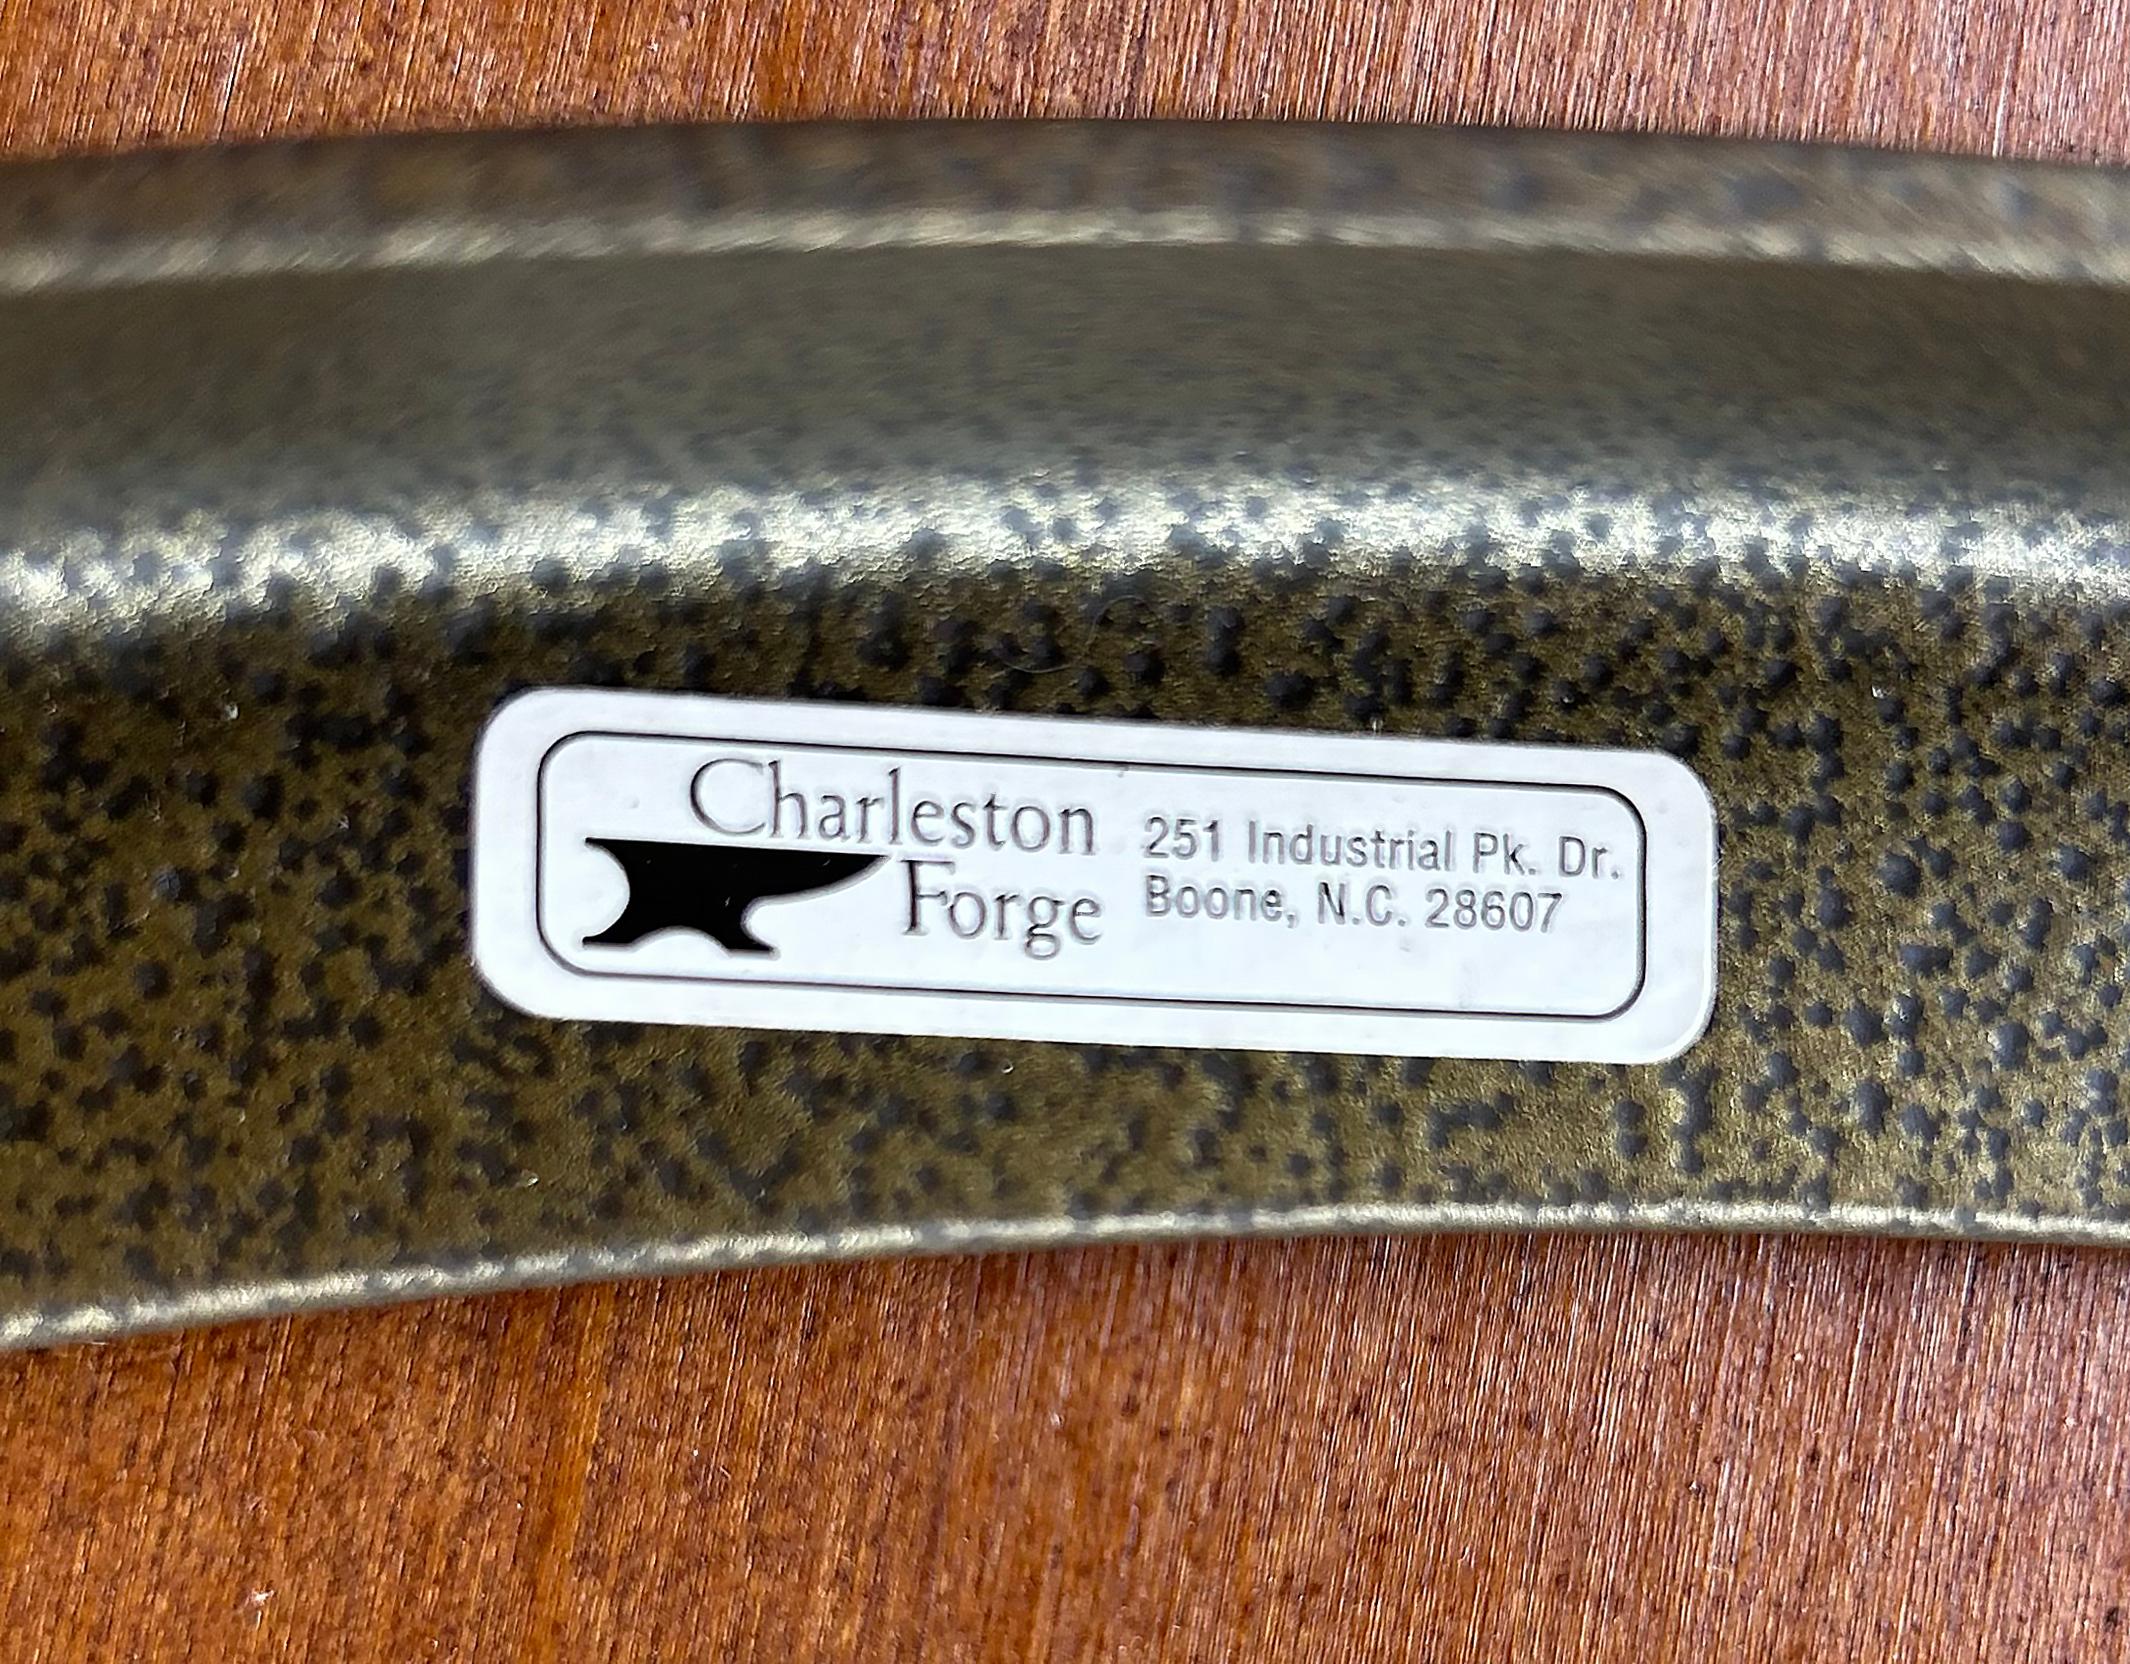 Charleston
Forge
251 Industrial Pk. Dr.
Boone, N.C. 28607